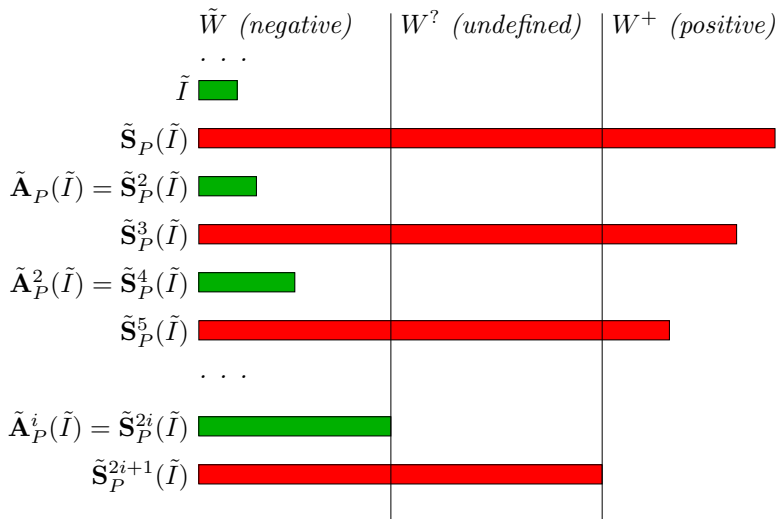 W̃ (negative) W^? (undefined) W^+ (positive)
. . .
Ĩ
S̃_P(Ĩ)
Ã_P(Ĩ) = S̃_P^2(Ĩ)
S̃_P^3(Ĩ)
Ã_P^2(Ĩ) = S̃_P^4(Ĩ)
S̃_P^5(Ĩ)
. . .
Ã_P^i(Ĩ) = S̃_P^{2i}(Ĩ)
S̃_P^{2i+1}(Ĩ)